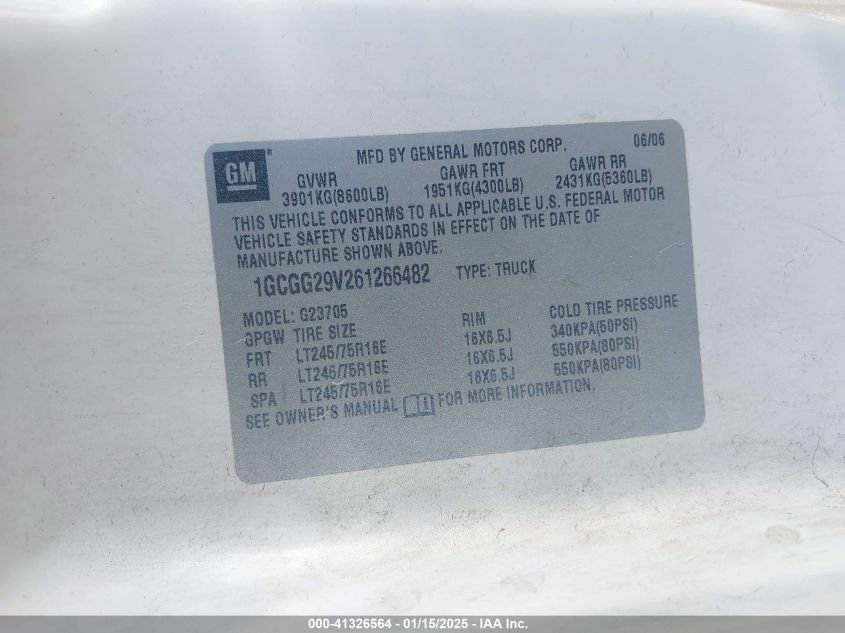 GM
MFD BY GENERAL MOTORS CORP. 06/06
GVWR GAWR FRT GAWR RR
3901KG(8600LB) 1951KG(4300LB) 2431KG(5360LB)
THIS VEHICLE CONFORMS TO ALL APPLICABLE U.S. FEDERAL MOTOR
VEHICLE SAFETY STANDARDS IN EFFECT ON THE DATE OF
MANUFACTURE SHOWN ABOVE.
1GCGG29V261266482 TYPE: TRUCK
MODEL: G23705
GPGW TIRE SIZE RIM COLD TIRE PRESSURE
FRT LT245/75R16E 16X6.5J 340KPA(50PSI)
RR LT245/75R16E 16X6.5J 550KPA(80PSI)
SPA LT245/75R16E 16X6.5J 550KPA(80PSI)
SEE OWNER'S MANUAL FOR MORE INFORMATION.
000-41326564 - 01/15/2025 - IAA Inc.